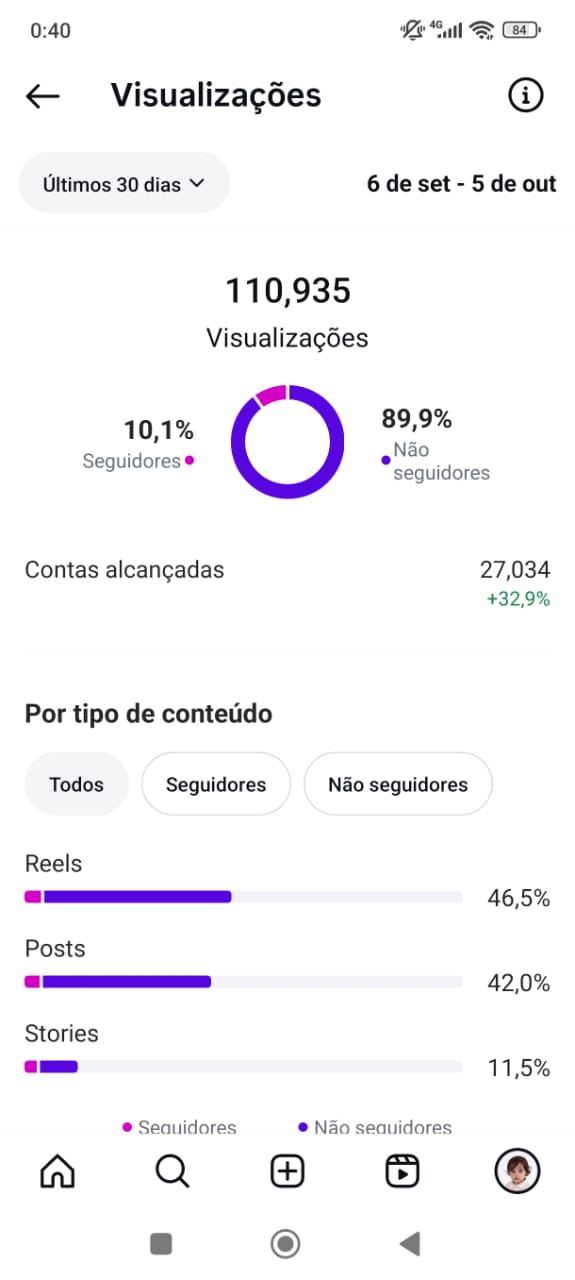 0:40
4G
84
Visualizações
Últimos 30 dias
6 de set - 5 de out
110,935
Visualizações
10,1%
Seguidores
89,9%
Não
seguidores
Contas alcançadas
27,034
+32,9%
Por tipo de conteúdo
Todos
Seguidores
Não seguidores
Reels
46,5%
Posts
42,0%
Stories
11,5%
Seguidores
Não seguidores